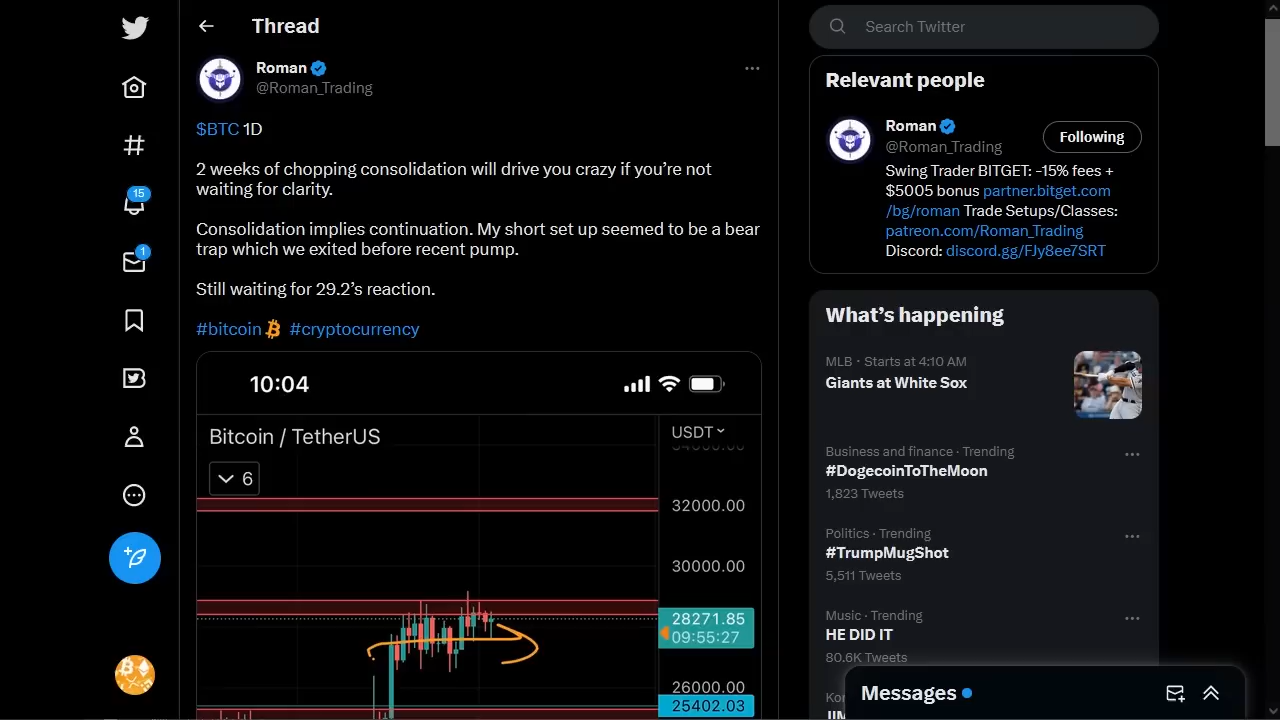 Thread
Roman
@Roman_Trading
$BTC 1D
2 weeks of chopping consolidation will drive you crazy if you’re not
waiting for clarity.
Consolidation implies continuation. My short set up seemed to be a bear
trap which we exited before recent pump.
Still waiting for 29.2’s reaction.
#bitcoin #cryptocurrency
10:04
Bitcoin / TetherUS
6
USDT
34000.00
32000.00
30000.00
28271.85
09:55:27
26000.00
25402.03
15
1
Search Twitter
Relevant people
Roman
@Roman_Trading
Following
Swing Trader BITGET: -15% fees +
$5005 bonus partner.bitget.com
/bg/roman Trade Setups/Classes:
patreon.com/Roman_Trading
Discord: discord.gg/FJy8ee7SRT
What’s happening
MLB · Starts at 4:10 AM
Giants at White Sox
Business and finance · Trending
#DogecoinToTheMoon
1,823 Tweets
Politics · Trending
#TrumpMugShot
5,511 Tweets
Music · Trending
HE DID IT
80.6K Tweets
Messages